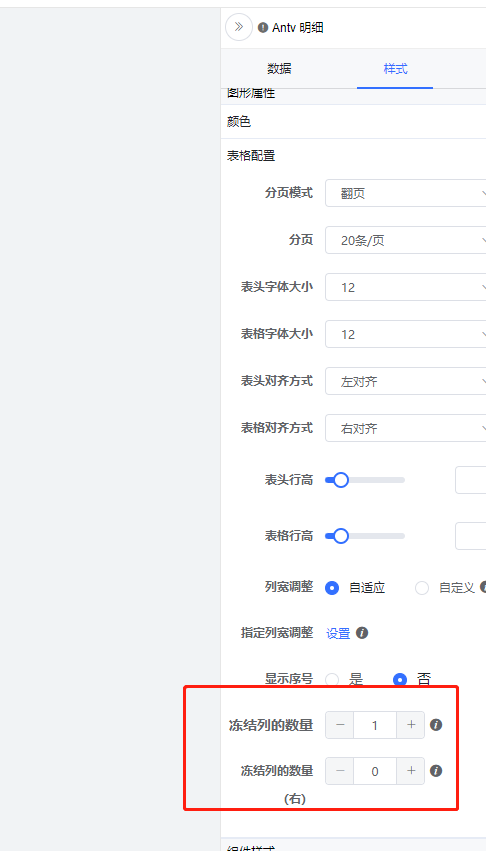 Antv 明细
数据 样式
图形属性
颜色
表格配置
分页模式 翻页
分页 20条/页
表头字体大小 12
表格字体大小 12
表头对齐方式 左对齐
表格对齐方式 右对齐
表头行高
表格行高
列宽调整 自适应 自定义
指定列宽调整 设置
显示序号 是 否
冻结列的数量 − 1 +
冻结列的数量 − 0 +
(右)
组件样式